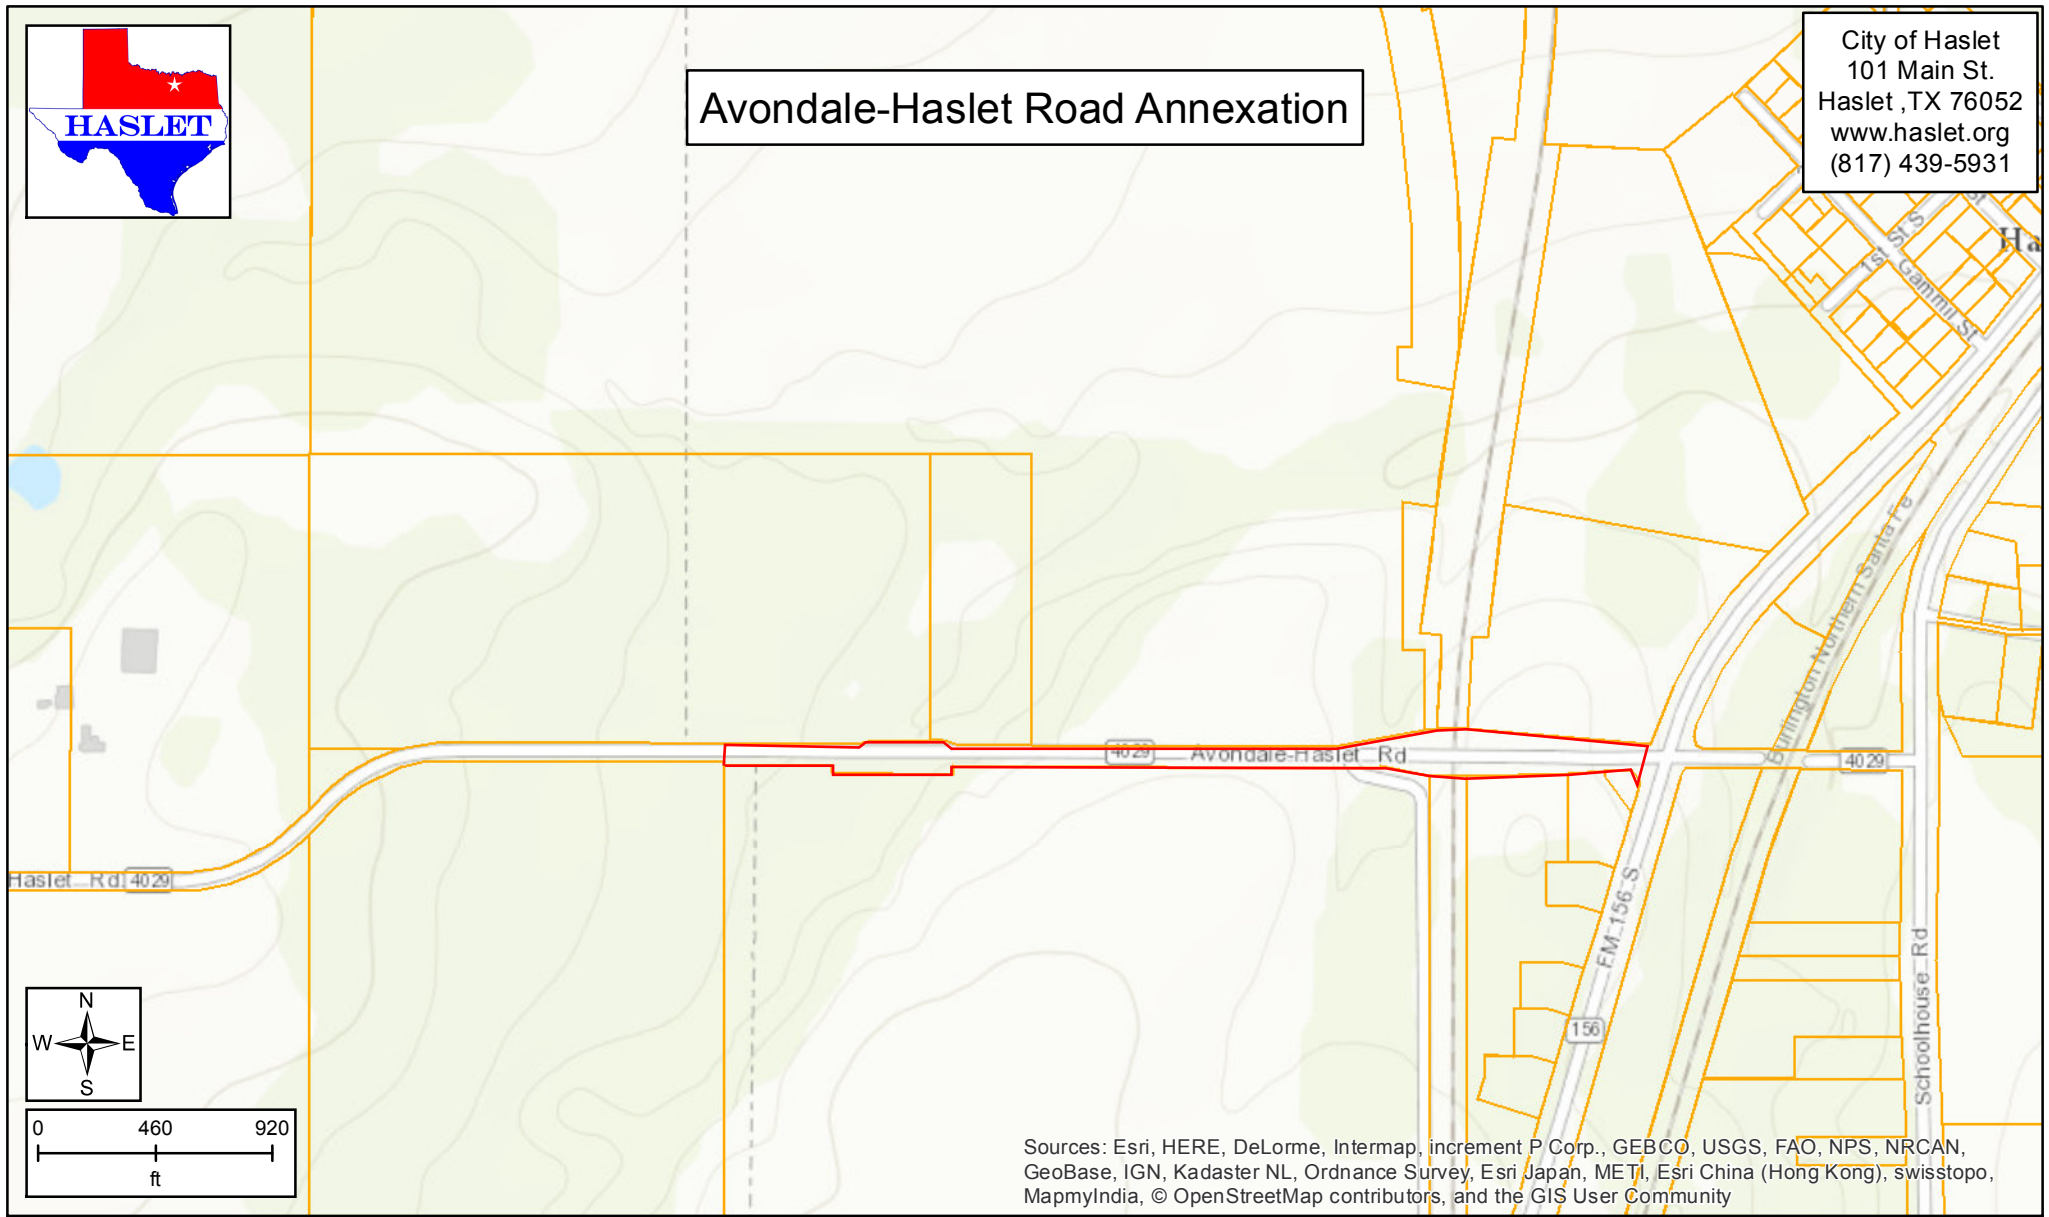 HASLET
Avondale-Haslet Road Annexation
City of Haslet
101 Main St.
Haslet ,TX 76052
www.haslet.org
(817) 439-5931
St
1st St S
Ha
Gammil St
Burlington Northern Santa Fe
4029
Avondale-Haslet Rd
4029
Haslet Rd
4029
FM 156 S
156
Schoolhouse Rd
N
W
E
S
0
460
920
ft
Sources: Esri, HERE, DeLorme, Intermap, increment P Corp., GEBCO, USGS, FAO, NPS, NRCAN,
GeoBase, IGN, Kadaster NL, Ordnance Survey, Esri Japan, METI, Esri China (Hong Kong), swisstopo,
MapmyIndia, © OpenStreetMap contributors, and the GIS User Community